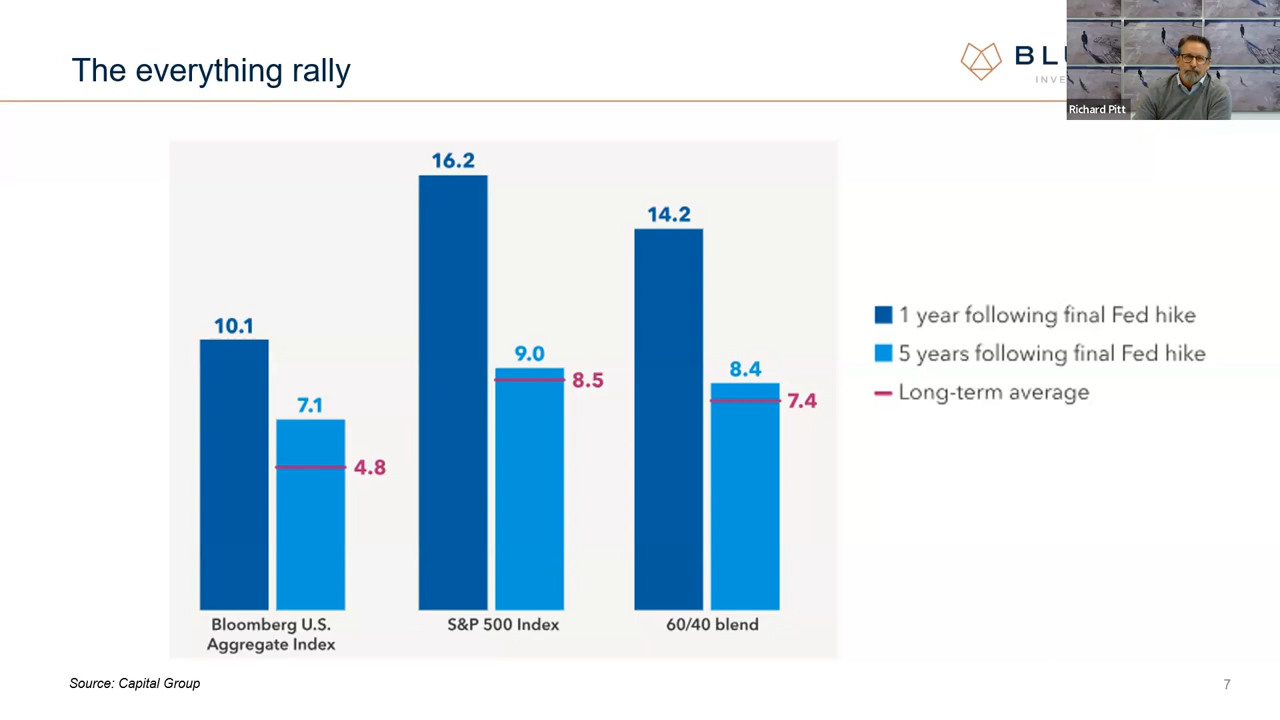 The everything rally
BLU
INVE
Richard Pitt
16.2
14.2
10.1
9.0
8.5
8.4
7.4
7.1
4.8
1 year following final Fed hike
5 years following final Fed hike
Long-term average
Bloomberg U.S.
Aggregate Index
S&P 500 Index
60/40 blend
Source: Capital Group
7